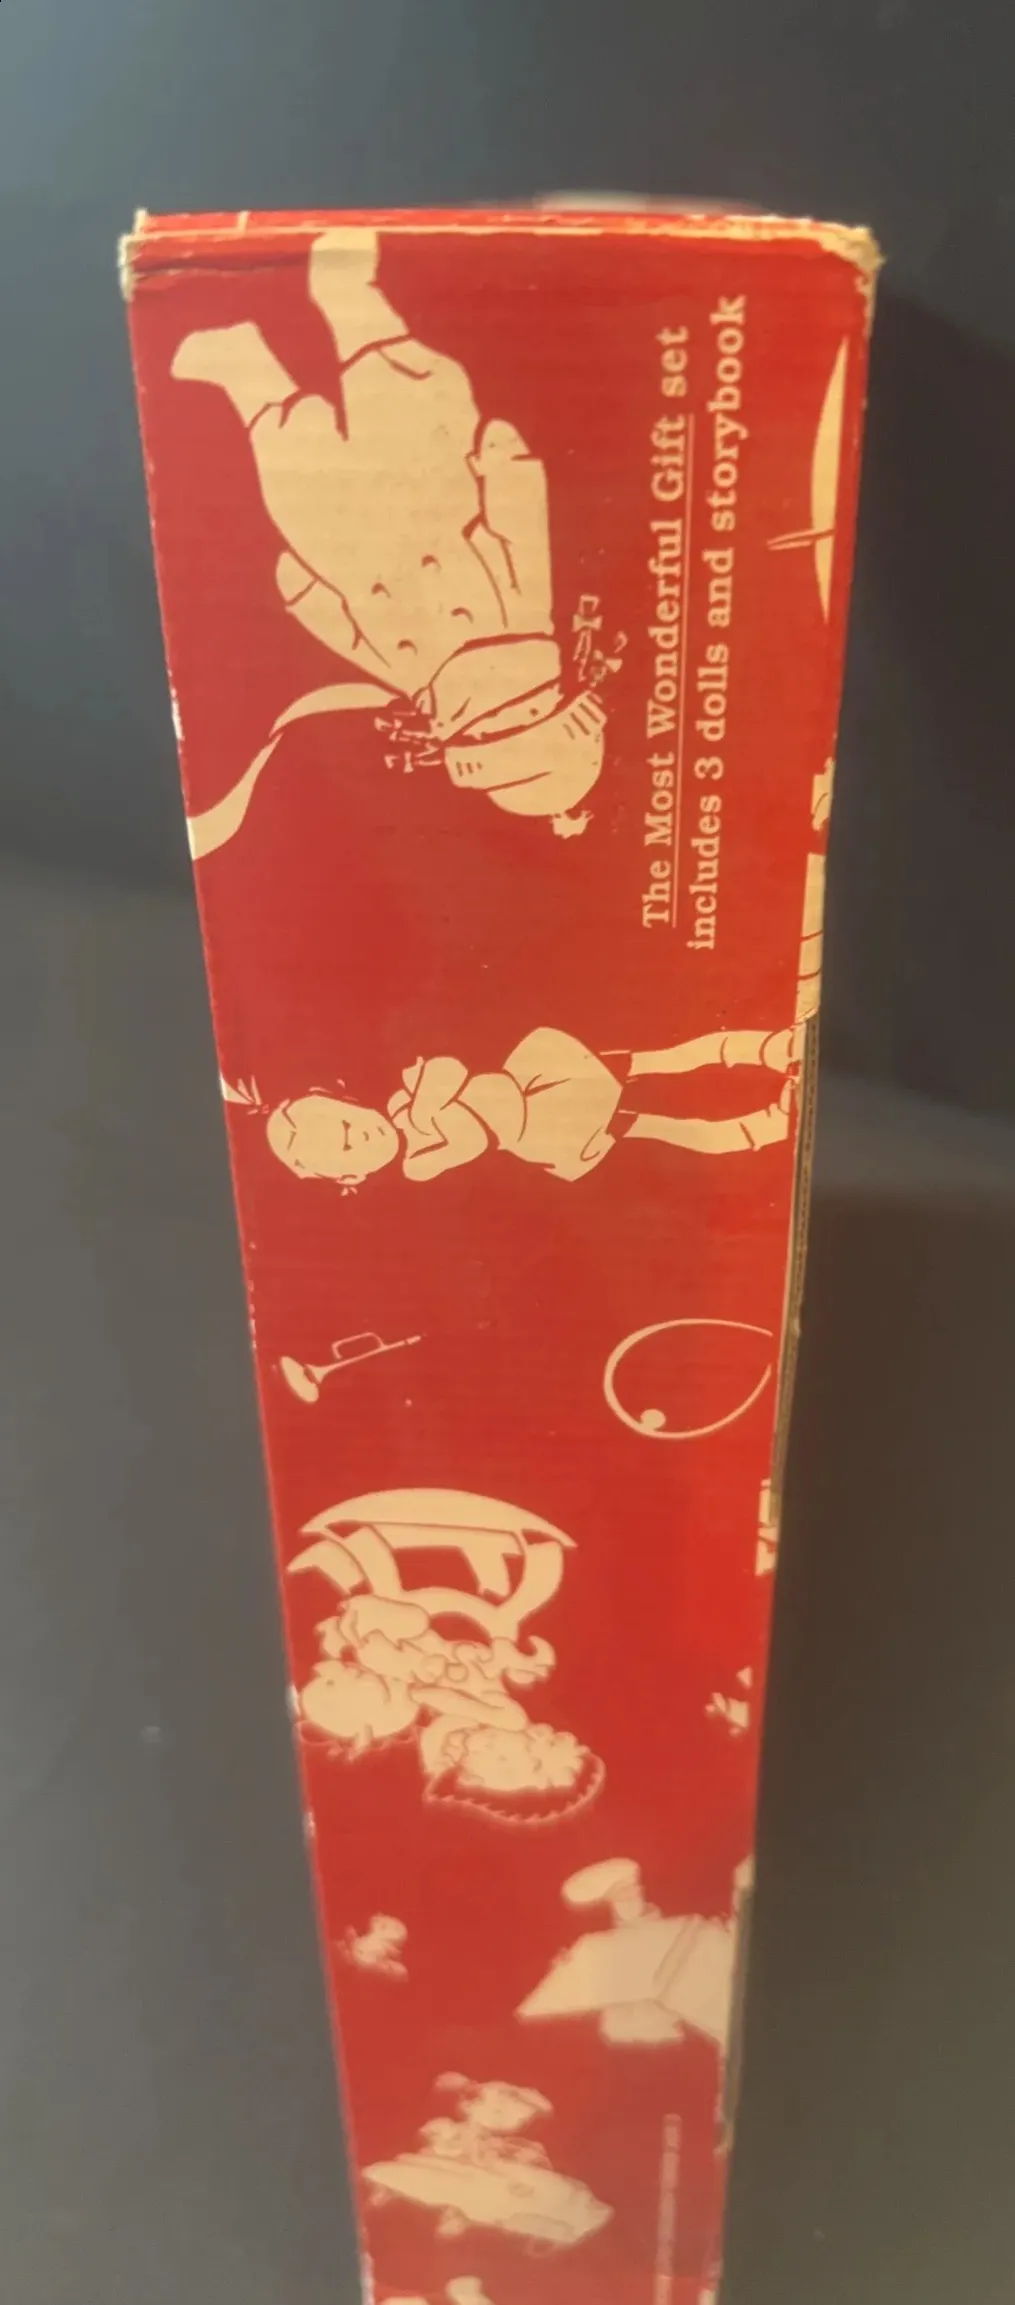 The Most Wonderful Gift set
includes 3 dolls and storybook